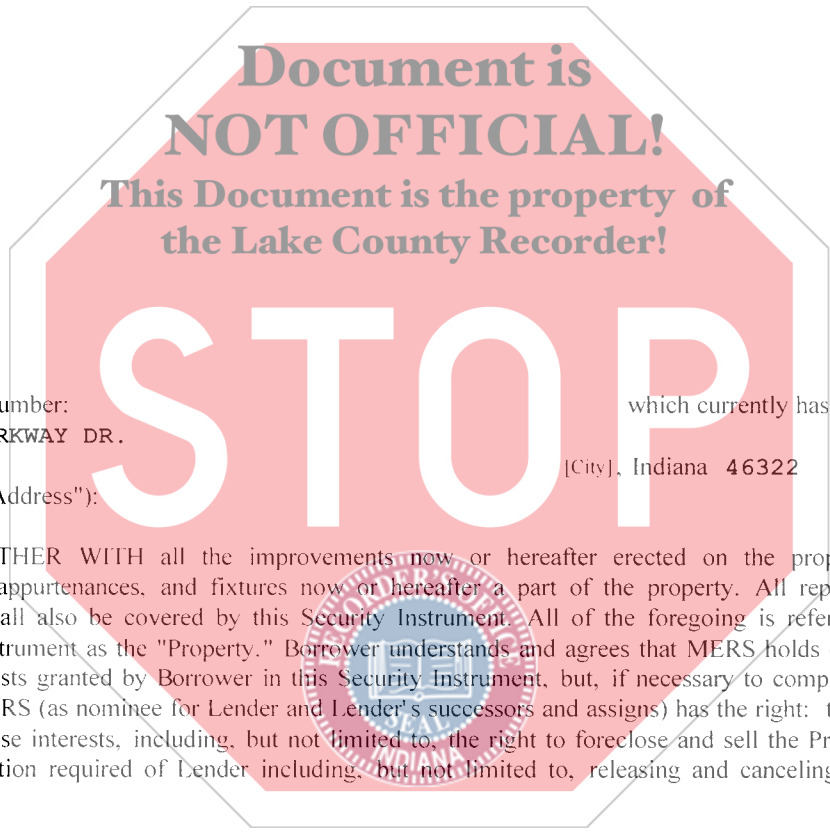 Document is
NOT OFFICIAL!
This Document is the property of
the Lake County Recorder!
STOP
umber: which currently has
RKWAY DR.
[City], Indiana 46322
Address"):
THER WITH all the improvements now or hereafter erected on the prop
appurtenances, and fixtures now or hereafter a part of the property. All rep
all also be covered by this Security Instrument. All of the foregoing is refer
trument as the "Property." Borrower understands and agrees that MERS holds
sts granted by Borrower in this Security Instrument, but, if necessary to comp
RS (as nominee for Lender and Lender's successors and assigns) has the right: t
se interests, including, but not limited to, the right to foreclose and sell the Pr
tion required of Lender including, but not limited to, releasing and canceling
RECORDER'S OFFICE
SEAL
INDIANA